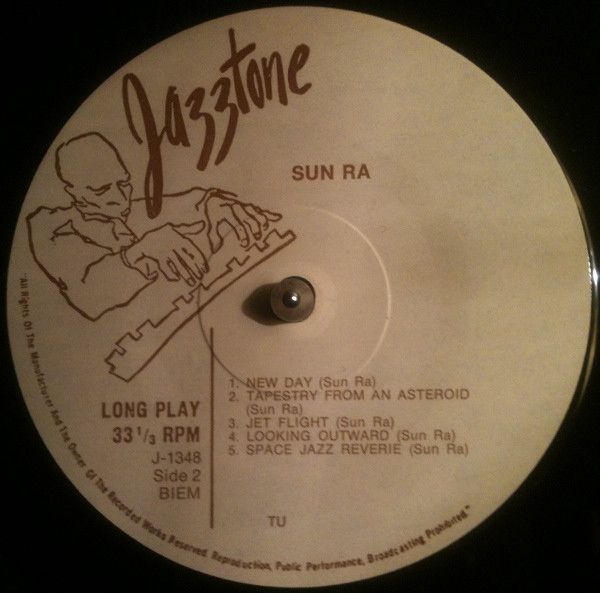 Jazztone
SUN RA
1. NEW DAY (Sun Ra)
2. TAPESTRY FROM AN ASTEROID
(Sun Ra)
3. JET FLIGHT (Sun Ra)
4. LOOKING OUTWARD (Sun Ra)
5. SPACE JAZZ REVERIE (Sun Ra)
LONG PLAY
33 1/3 RPM
J-1348
Side 2
BIEM
TU
"All Rights Of The Manufacturer And The Owner Of The Recorded Works Reserved. Reproduction, Public Performance, Broadcasting Prohibited."